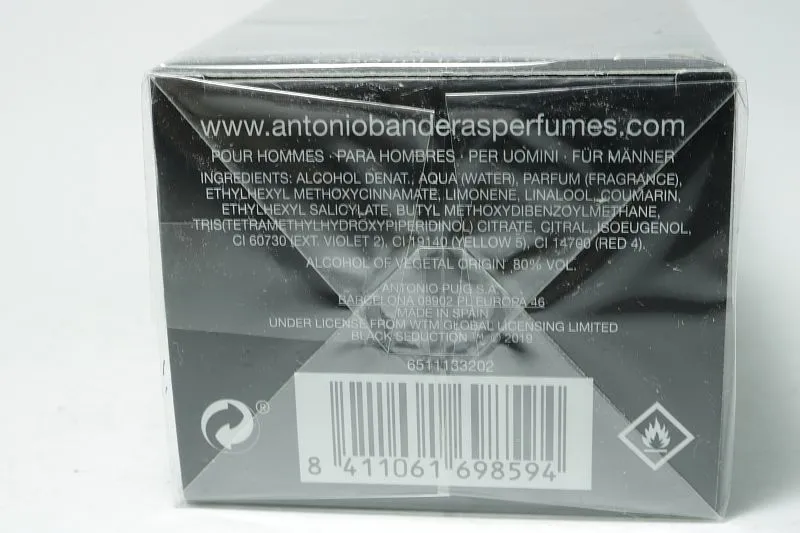 www.antoniobanderasperfumes.com
POUR HOMMES · PARA HOMBRES · PER UOMINI · FÜR MÄNNER
INGREDIENTS: ALCOHOL DENAT., AQUA (WATER), PARFUM (FRAGRANCE),
ETHYLHEXYL METHOXYCINNAMATE, LIMONENE, LINALOOL, COUMARIN,
ETHYLHEXYL SALICYLATE, BUTYL METHOXYDIBENZOYLMETHANE,
TRIS(TETRAMETHYLHYDROXYPIPERIDINOL) CITRATE, CITRAL, ISOEUGENOL,
CI 60730 (EXT. VIOLET 2), CI 19140 (YELLOW 5), CI 14700 (RED 4).
ALCOHOL OF VEGETAL ORIGIN 80% VOL.
ANTONIO PUIG S.A.
BARCELONA 08902 PL EUROPA 46
MADE IN SPAIN
UNDER LICENSE FROM WTM GLOBAL LICENSING LIMITED
BLACK SEDUCTION © 2019
6511133202
®
8 411061 698594